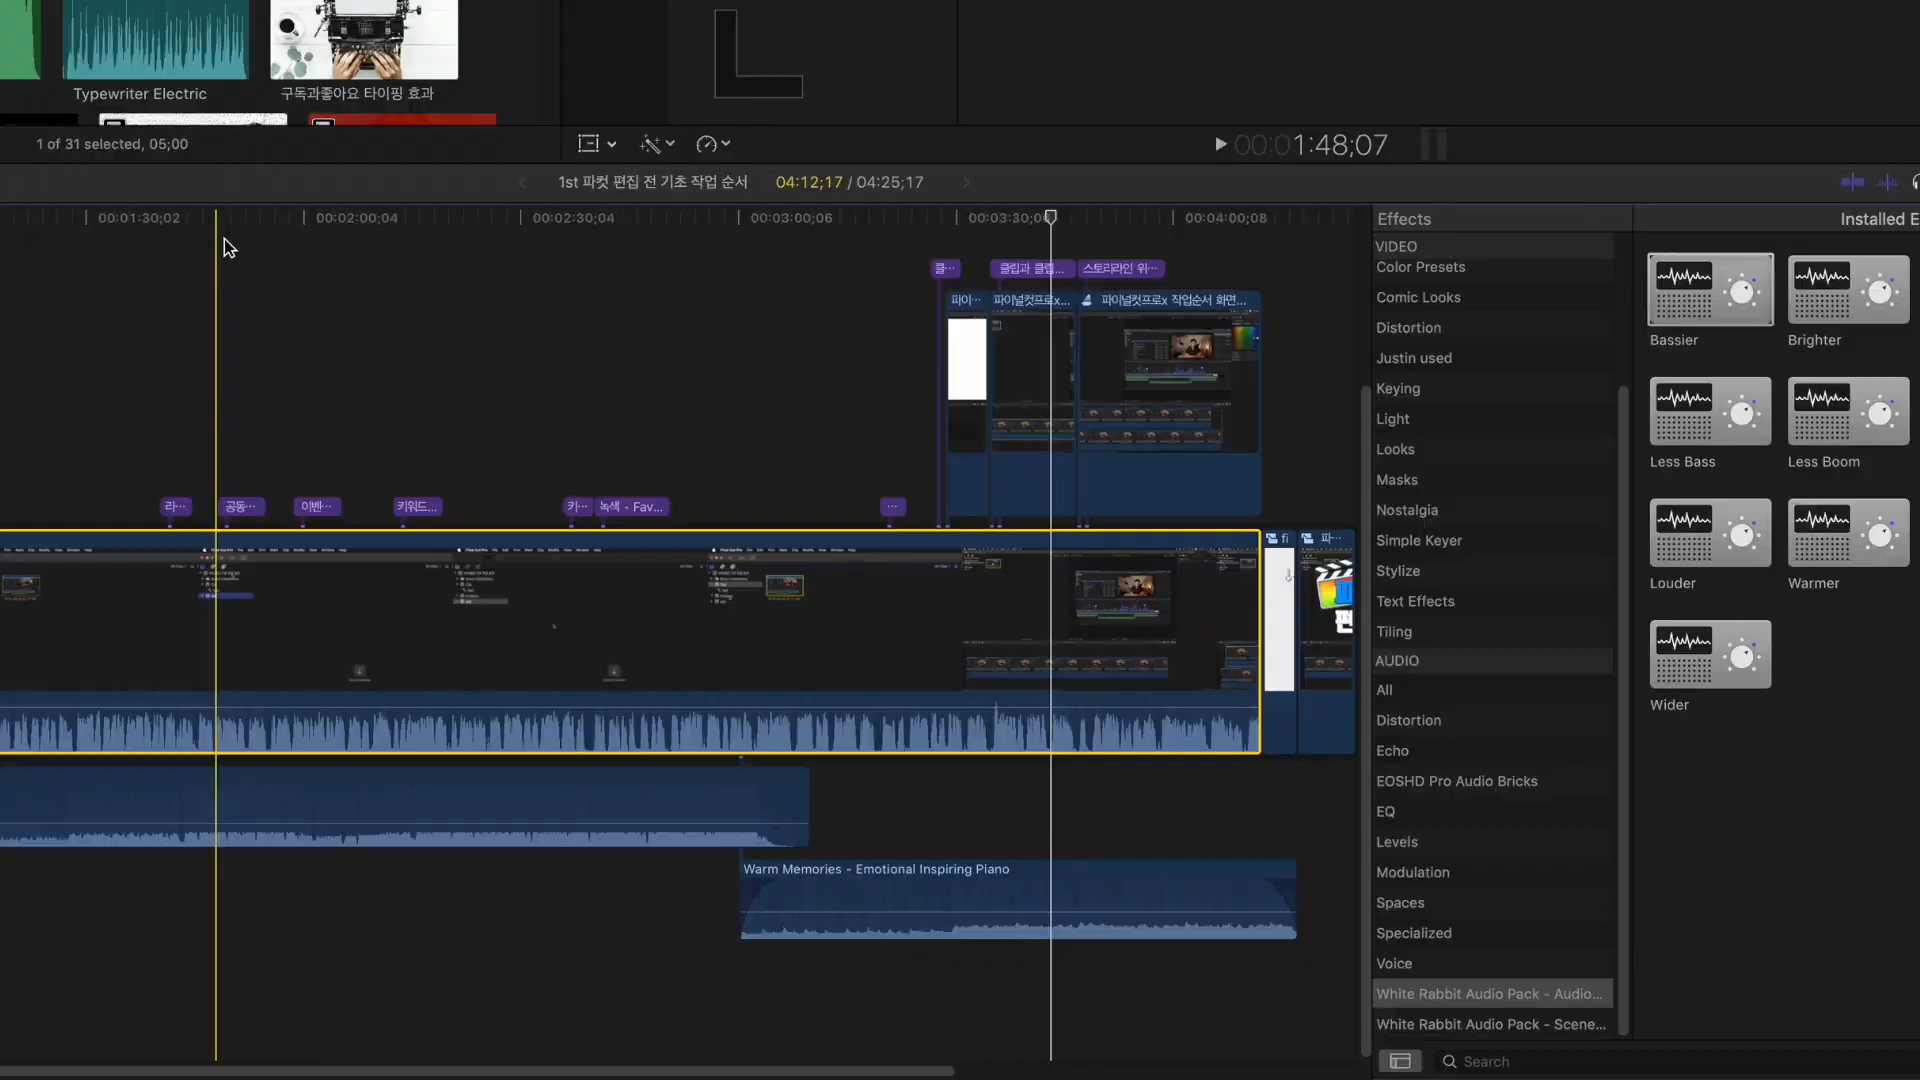 Typewriter Electric
구독과좋아요 타이핑 효과
1 of 31 selected, 05:00
00:01:48;07
1st 파컷 편집 전 기초 작업 순서
04:12;17 / 04:25;17
00:01:30;02
00:02:00;04
00:02:30;04
00:03:00;06
00:03:30;0
00:04:00;08
클…
클립과 클립...
스토리라인 위…
파이…
파이널컷프로x...
파이널컷프로x 작업순서 화면...
라…
공동…
이벤…
키워드...
키…
녹색 - Fav...
…
fi
파…
Warm Memories - Emotional Inspiring Piano
Effects
Installed E
VIDEO
Color Presets
Comic Looks
Distortion
Justin used
Keying
Light
Looks
Masks
Nostalgia
Simple Keyer
Stylize
Text Effects
Tiling
AUDIO
All
Distortion
Echo
EOSHD Pro Audio Bricks
EQ
Levels
Modulation
Spaces
Specialized
Voice
White Rabbit Audio Pack - Audio...
White Rabbit Audio Pack - Scene...
Bassier
Brighter
Less Bass
Less Boom
Louder
Warmer
Wider
Search